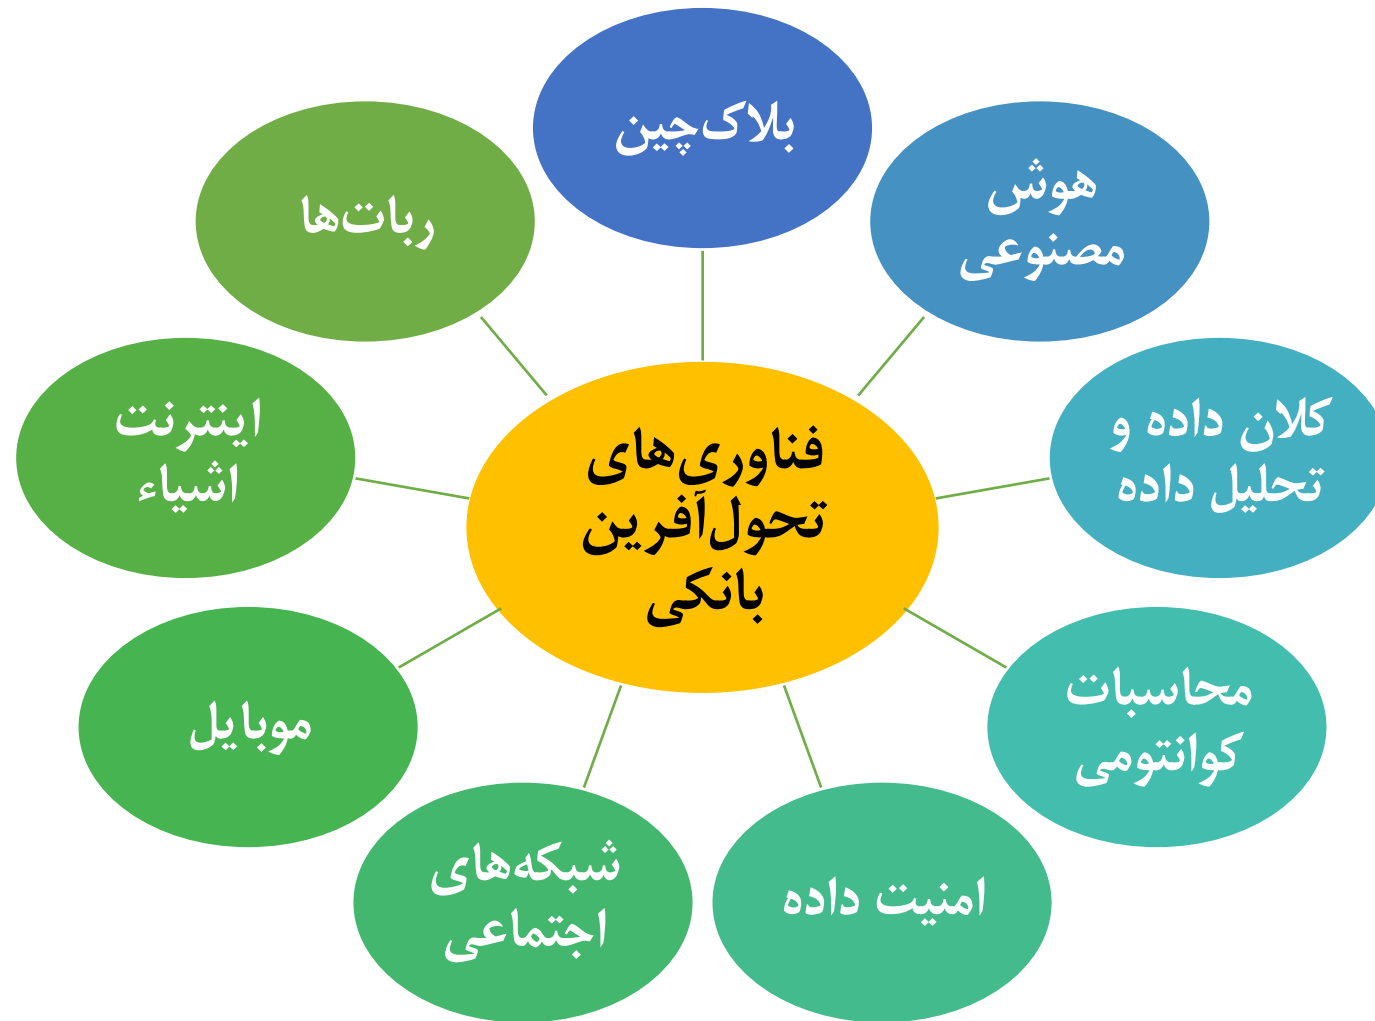 بلاک‌چین
هوش
مصنوعی
کلان داده و
تحلیل داده
محاسبات
کوانتومی
امنیت داده
شبکه‌های
اجتماعی
موبایل
اینترنت
اشیاء
ربات‌ها
فناوری‌های
تحول‌آفرین
بانکی